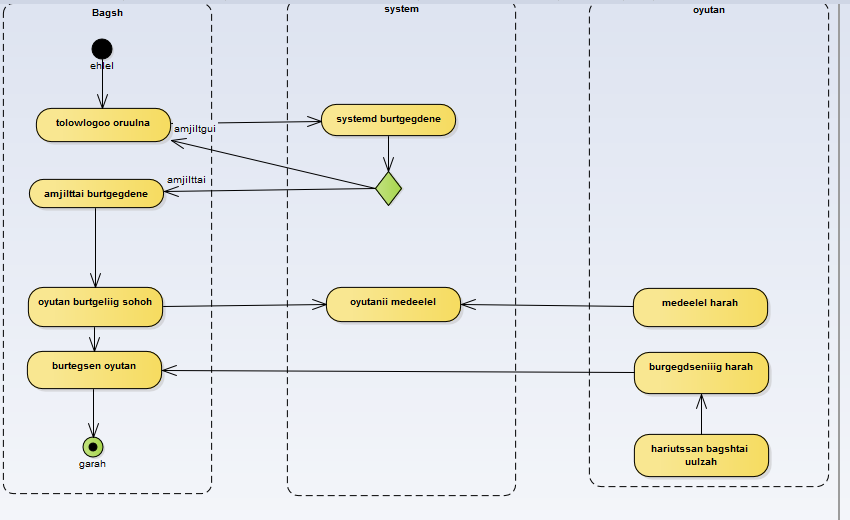 Bagsh
system
oyutan
ehlel
tolowlogoo oruulna
amjiltgui
systemd burtgegdene
amjilttai
amjilttai burtgegdene
oyutan burtgeliig sohoh
oyutanii medeelel
medeelel harah
burtegsen oyutan
burgegdseniiig harah
hariutssan bagshtai
uulzah
garah